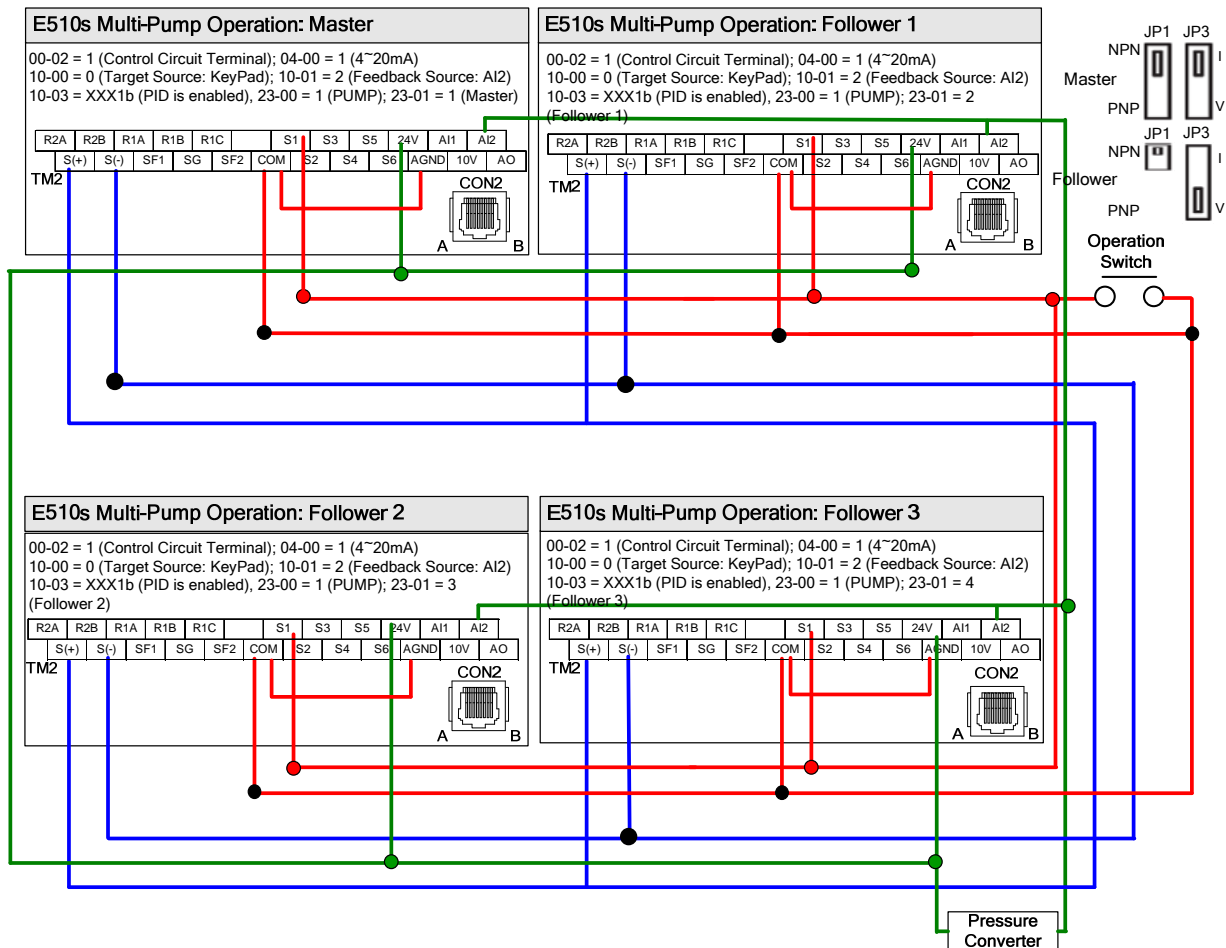 E510s Multi-Pump Operation: Master
00-02 = 1 (Control Circuit Terminal); 04-00 = 1 (4~20mA)
10-00 = 0 (Target Source: KeyPad); 10-01 = 2 (Feedback Source: AI2)
10-03 = XXX1b (PID is enabled), 23-00 = 1 (PUMP); 23-01 = 1 (Master)
R2A R2B R1A R1B R1C S1 S3 S5 24V AI1 AI2
S(+) S(-) SF1 SG SF2 COM S2 S4 S6 AGND 10V AO
TM2
CON2
A B
E510s Multi-Pump Operation: Follower 1
00-02 = 1 (Control Circuit Terminal); 04-00 = 1 (4~20mA)
10-00 = 0 (Target Source: KeyPad); 10-01 = 2 (Feedback Source: AI2)
10-03 = XXX1b (PID is enabled), 23-00 = 1 (PUMP); 23-01 = 2
(Follower 1)
R2A R2B R1A R1B R1C S1 S3 S5 24V AI1 AI2
S(+) S(-) SF1 SG SF2 COM S2 S4 S6 AGND 10V AO
TM2
CON2
A B
JP1 JP3
NPN I
Master
PNP V
JP1 JP3
NPN I
Follower
PNP V
Operation
Switch
E510s Multi-Pump Operation: Follower 2
00-02 = 1 (Control Circuit Terminal); 04-00 = 1 (4~20mA)
10-00 = 0 (Target Source: KeyPad); 10-01 = 2 (Feedback Source: AI2)
10-03 = XXX1b (PID is enabled), 23-00 = 1 (PUMP); 23-01 = 3
(Follower 2)
R2A R2B R1A R1B R1C S1 S3 S5 24V AI1 AI2
S(+) S(-) SF1 SG SF2 COM S2 S4 S6 AGND 10V AO
TM2
CON2
A B
E510s Multi-Pump Operation: Follower 3
00-02 = 1 (Control Circuit Terminal); 04-00 = 1 (4~20mA)
10-00 = 0 (Target Source: KeyPad); 10-01 = 2 (Feedback Source: AI2)
10-03 = XXX1b (PID is enabled), 23-00 = 1 (PUMP); 23-01 = 4
(Follower 3)
R2A R2B R1A R1B R1C S1 S3 S5 24V AI1 AI2
S(+) S(-) SF1 SG SF2 COM S2 S4 S6 AGND 10V AO
TM2
CON2
A B
Pressure
Converter